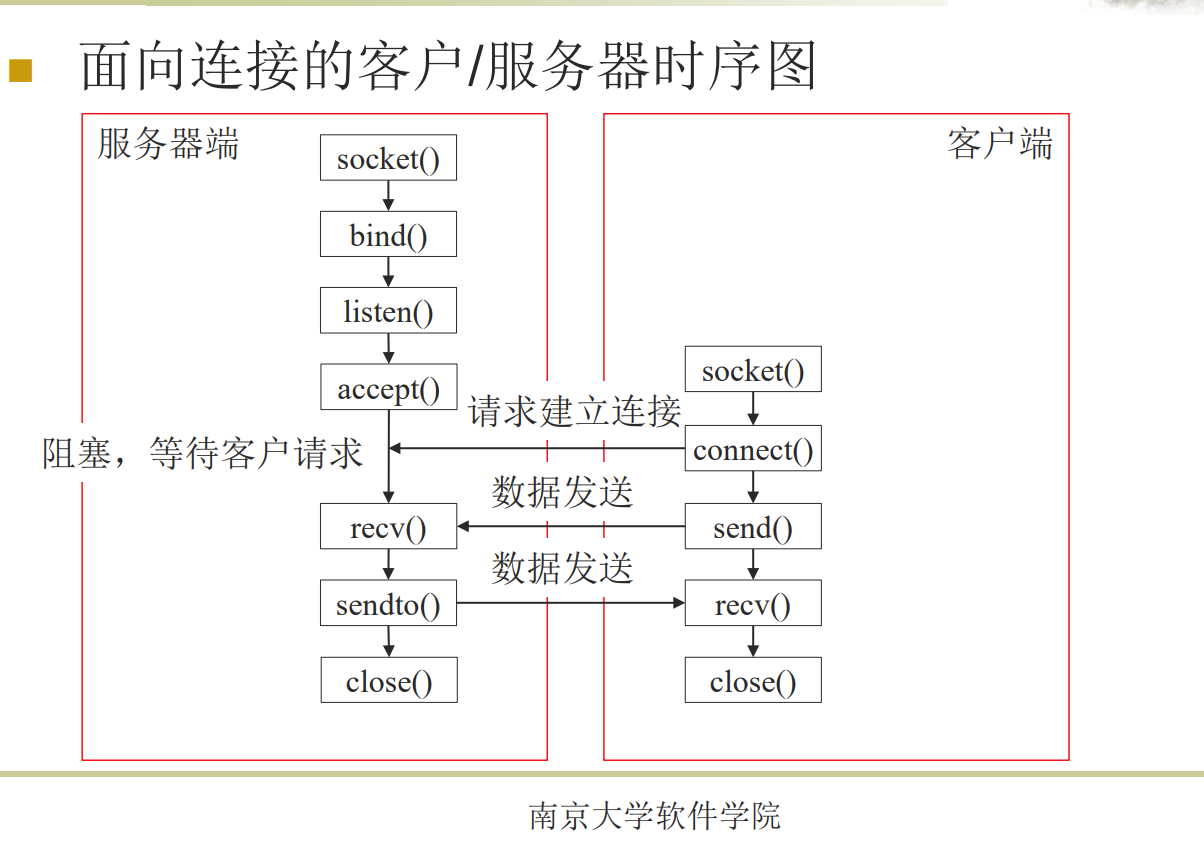 面向连接的客户/服务器时序图
服务器端
客户端
socket()
bind()
listen()
accept()
socket()
请求建立连接
阻塞，等待客户请求
connect()
数据发送
recv()
send()
数据发送
sendto()
recv()
close()
close()
南京大学软件学院